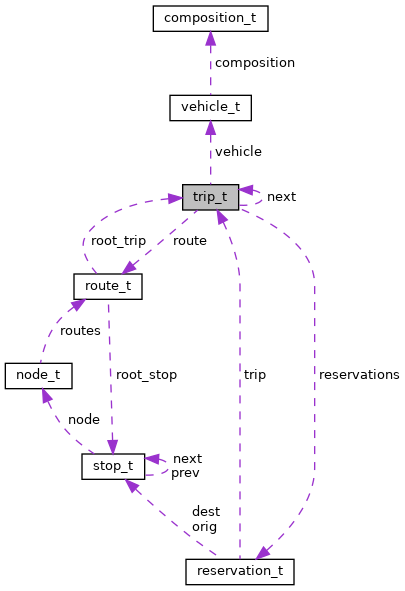 composition_t
composition
vehicle_t
vehicle
trip_t
next
root_trip
route
route_t
routes
node_t
root_stop
trip
reservations
node
stop_t
next
prev
dest
orig
reservation_t